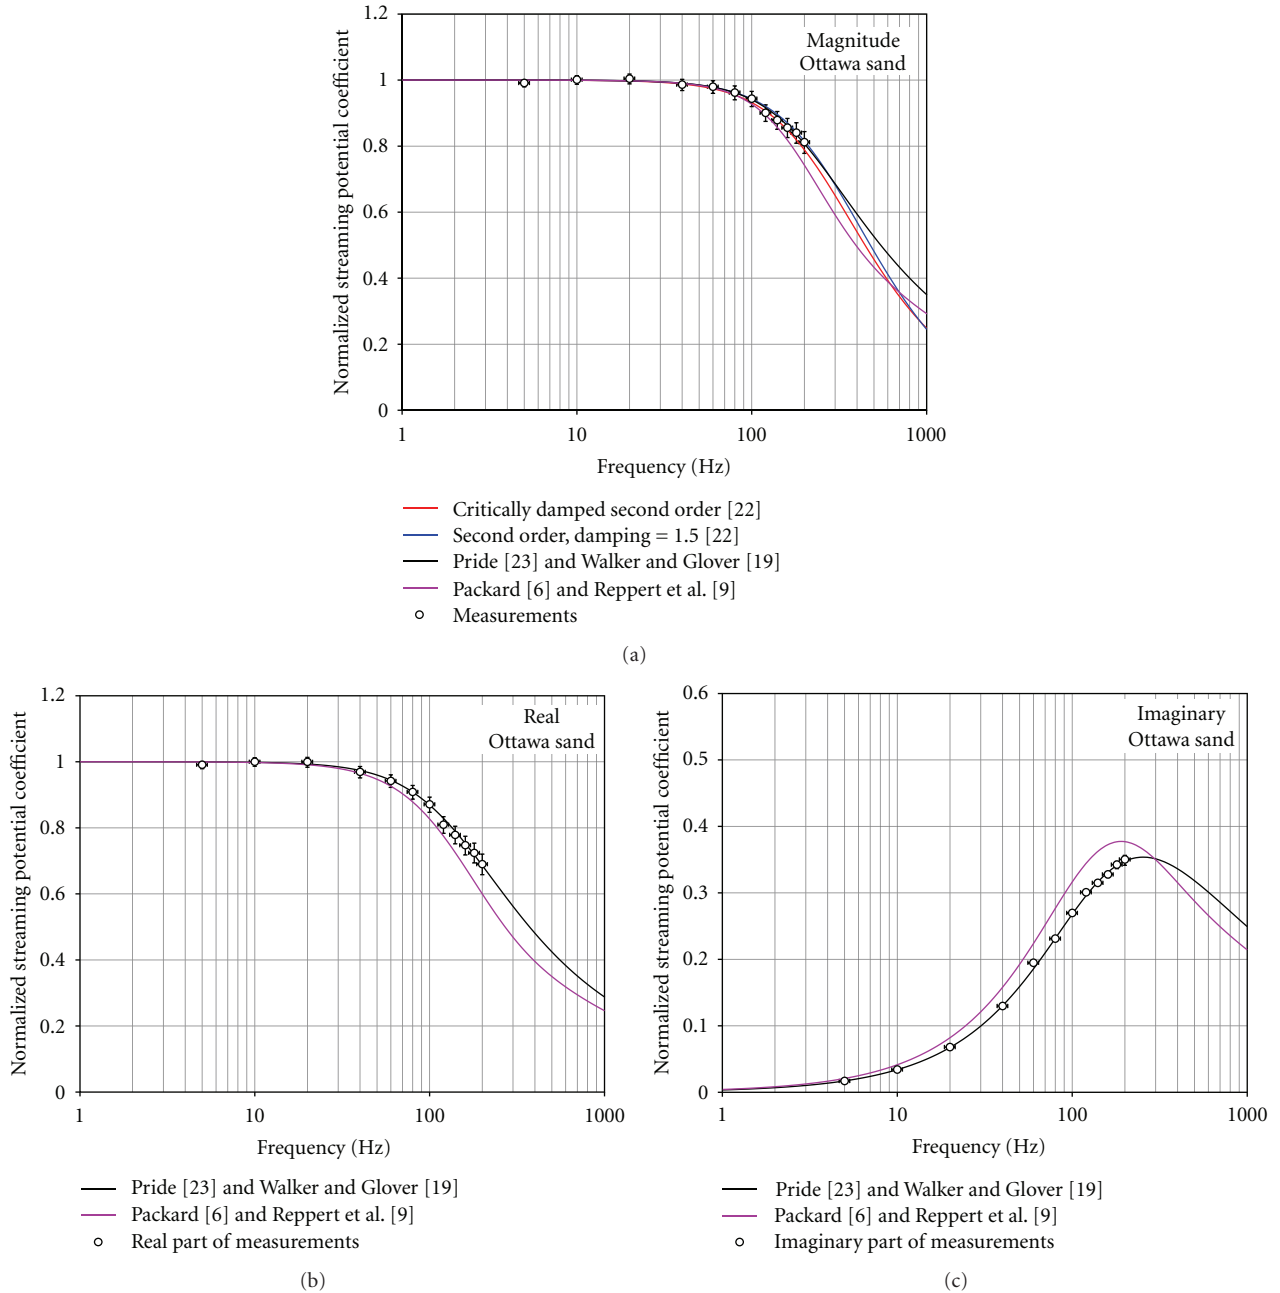 Normalized streaming potential coefficient
1.2
1
0.8
0.6
0.4
0.2
0
Magnitude
Ottawa sand
1
10
100
1000
Frequency (Hz)
Critically damped second order [22]
Second order, damping = 1.5 [22]
Pride [23] and Walker and Glover [19]
Packard [6] and Reppert et al. [9]
Measurements
(a)
Normalized streaming potential coefficient
1.2
1
0.8
0.6
0.4
0.2
0
Real
Ottawa sand
1
10
100
1000
Frequency (Hz)
Pride [23] and Walker and Glover [19]
Packard [6] and Reppert et al. [9]
Real part of measurements
(b)
Normalized streaming potential coefficient
0.6
0.5
0.4
0.3
0.2
0.1
0
Imaginary
Ottawa sand
1
10
100
1000
Frequency (Hz)
Pride [23] and Walker and Glover [19]
Packard [6] and Reppert et al. [9]
Imaginary part of measurements
(c)